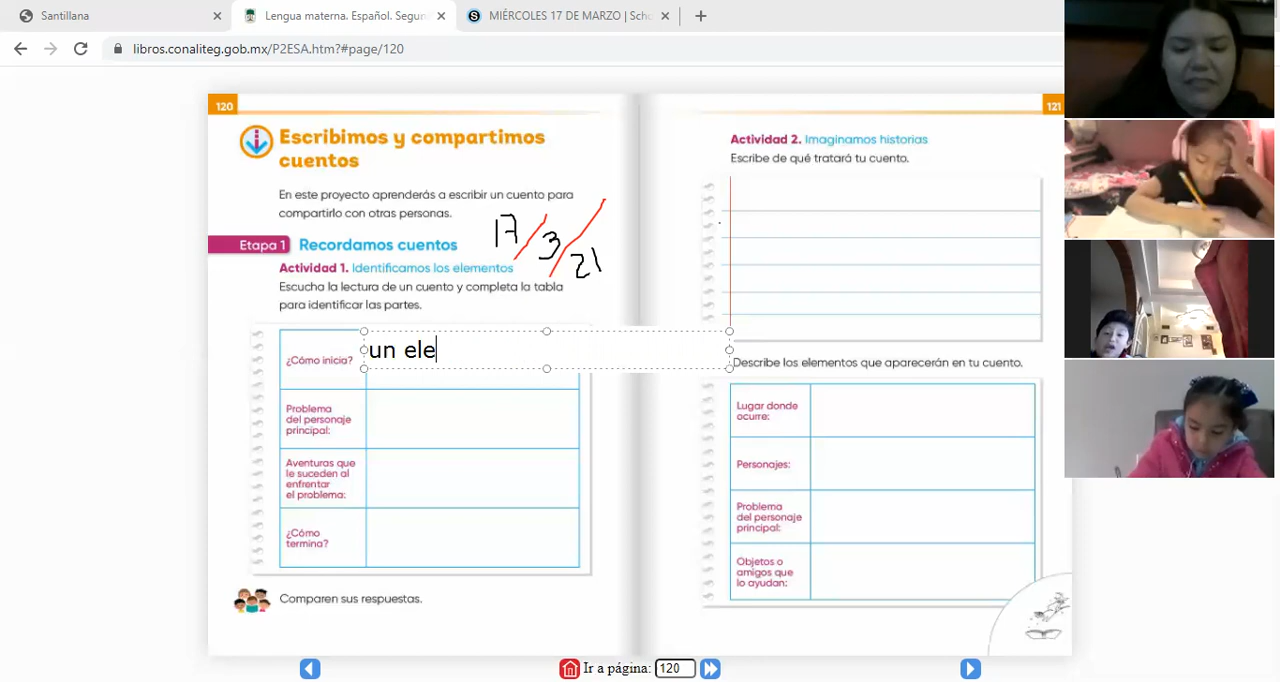 Santillana
Lengua materna. Español. Segun
MIÉRCOLES 17 DE MARZO | Sch
libros.conaliteg.gob.mx/P2ESA.htm?#page/120
120
Escribimos y compartimos
cuentos
En este proyecto aprenderás a escribir un cuento para
compartirlo con otras personas.
17/3/21
Etapa 1 Recordamos cuentos
Actividad 1. Identificamos los elementos
Escucha la lectura de un cuento y completa la tabla
para identificar las partes.
¿Cómo inicia?
un ele
Problema
del personaje
principal:
Aventuras que
le suceden al
enfrentar
el problema:
¿Cómo
termina?
Comparen sus respuestas.
121
Actividad 2. Imaginamos historias
Escribe de qué tratará tu cuento.
Describe los elementos que aparecerán en tu cuento.
Lugar donde
ocurre:
Personajes:
Problema
del personaje
principal:
Objetos o
amigos que
lo ayudan:
Ir a página: 120